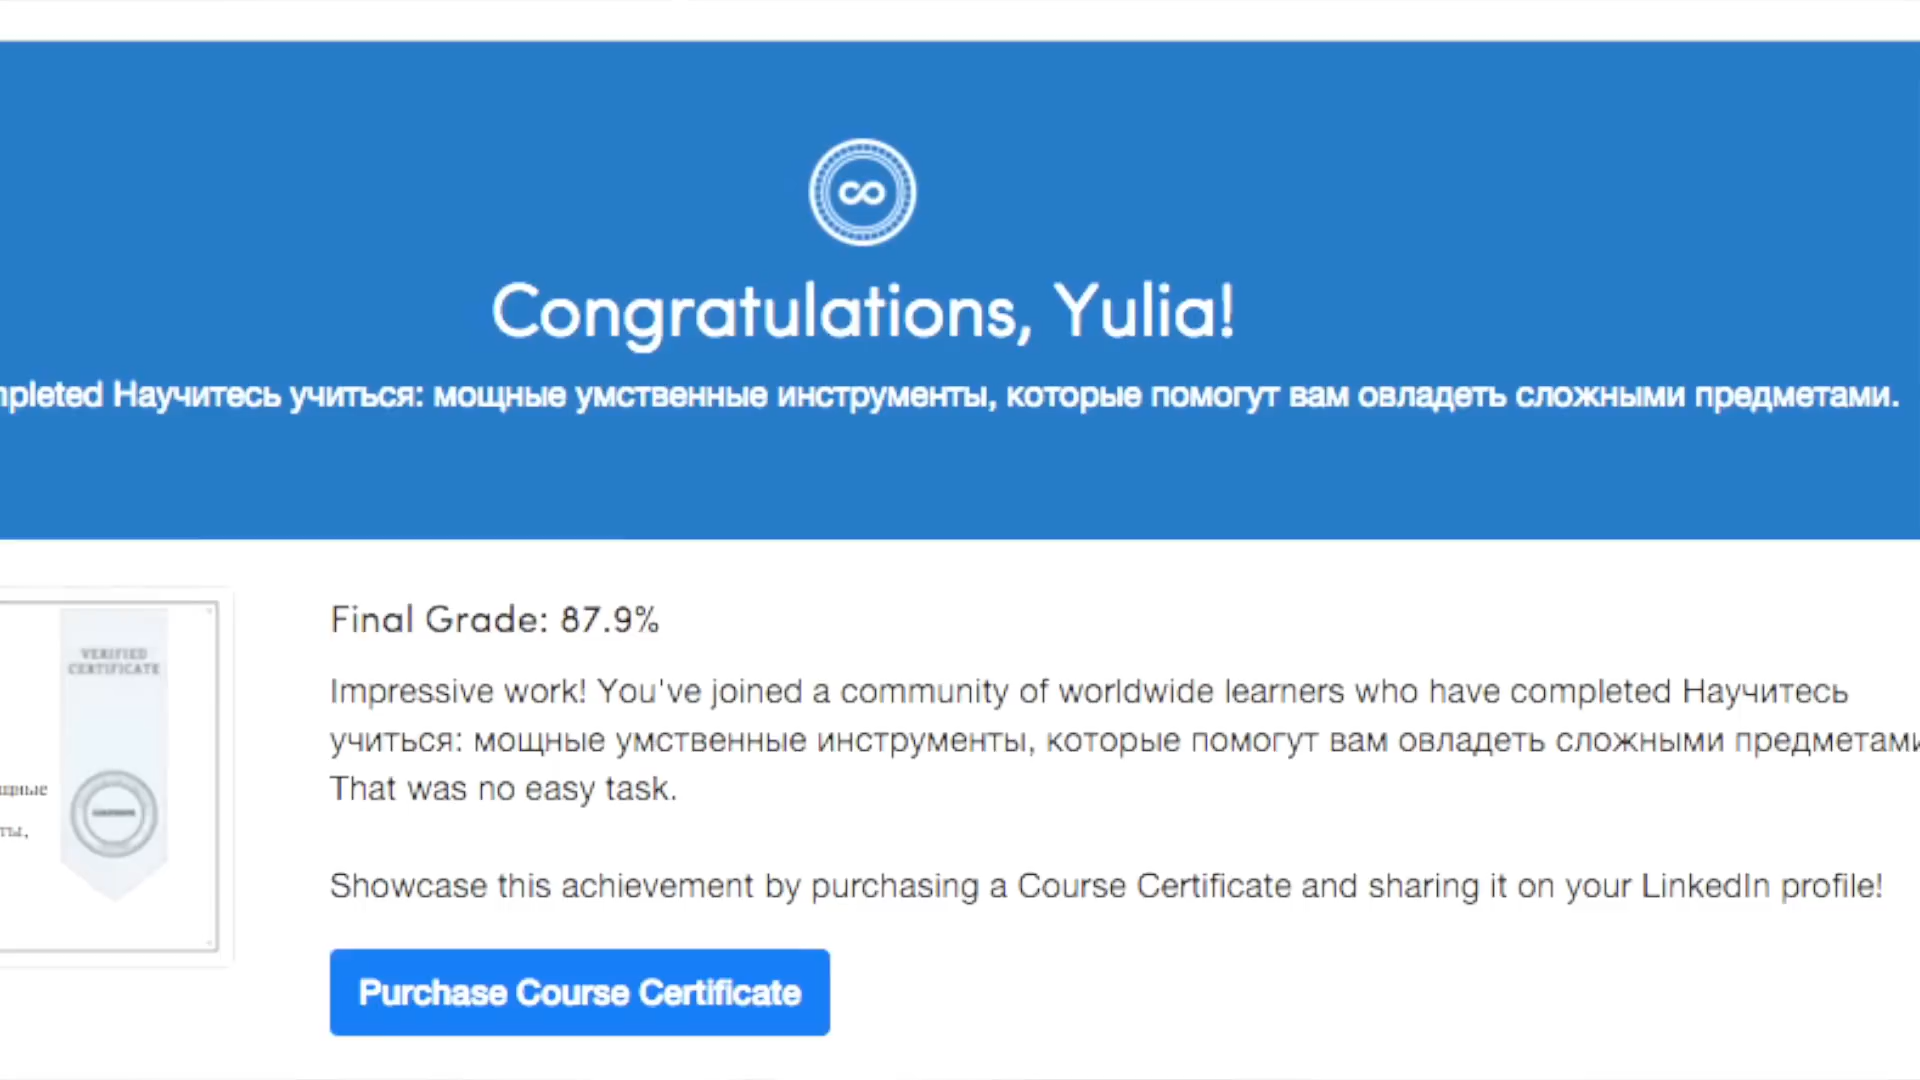 Congratulations, Yulia!
Научитесь учиться: мощные умственные инструменты, которые помогут вам овладеть сложными предметами.
Final Grade: 87.9%
VERIFIED
CERTIFICATE
Impressive work! You've joined a community of worldwide learners who have completed Научитесь
учиться: мощные умственные инструменты, которые помогут вам овладеть сложными
That was no easy task.
Showcase this achievement by purchasing a Course Certificate and sharing it on your LinkedIn profile!
Purchase Course Certificate